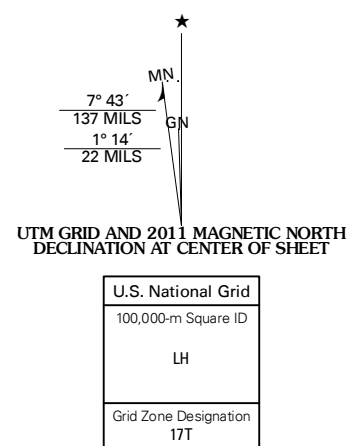 ★
MN
7° 43´
137 MILS
GN
1° 14´
22 MILS
UTM GRID AND 2011 MAGNETIC NORTH
DECLINATION AT CENTER OF SHEET
U.S. National Grid
100,000-m Square ID
LH
Grid Zone Designation
17T